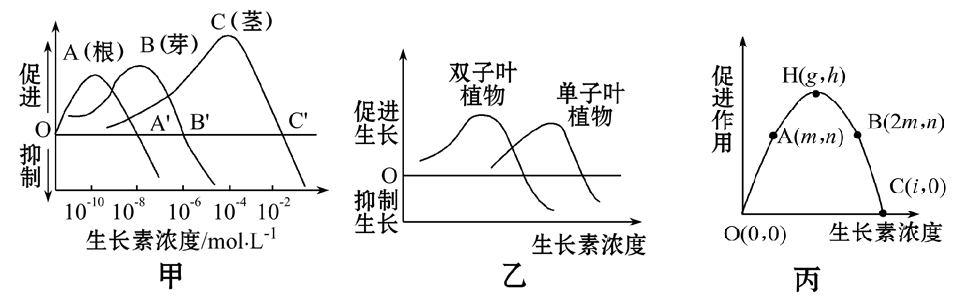 促进
O
抑制
A(根)
B(芽)
C(茎)
A'
B'
C'
10⁻¹⁰ 10⁻⁸ 10⁻⁶ 10⁻⁴ 10⁻²
生长素浓度/mol·L⁻¹
甲
促进
生长
O
抑制
生长
双子叶
植物
单子叶
植物
生长素浓度
乙
促进作用
H(g,h)
A(m,n)
B(2m,n)
C(i,0)
O(0,0)
生长素浓度
丙